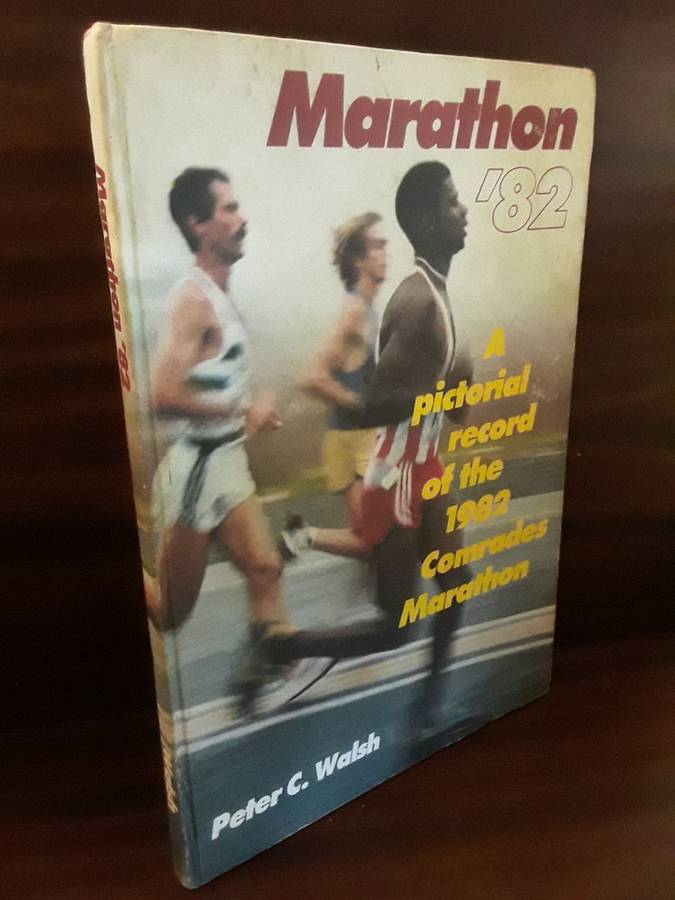 Marathon
'82
A
pictorial
record
of the
1982
Comrades
Marathon
Peter C. Walsh
Marathon '82